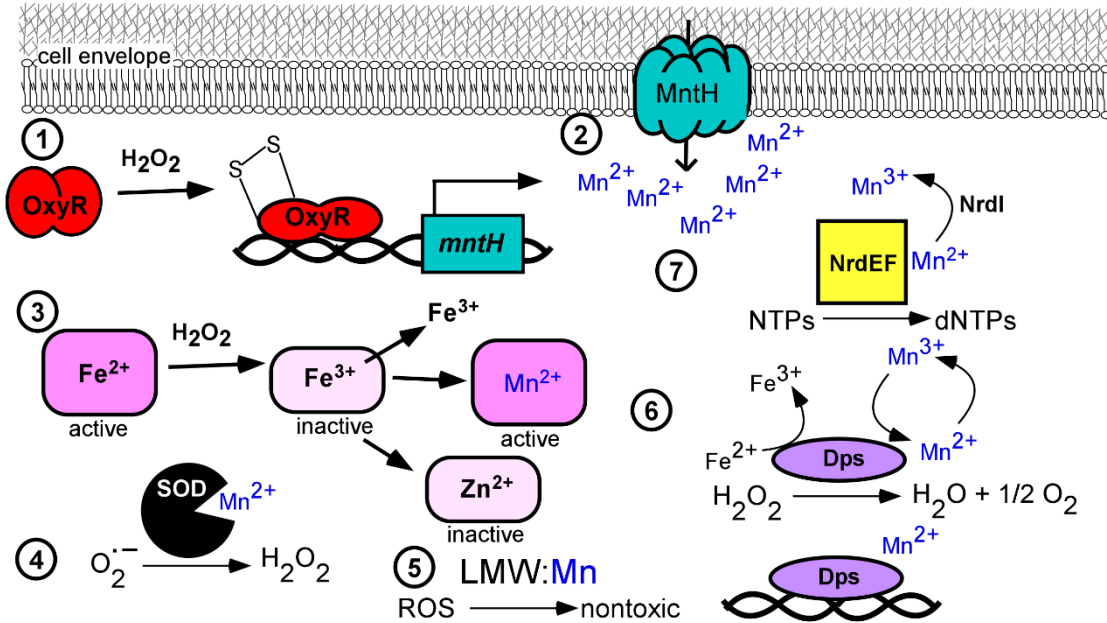 cell envelope
MntH
1
H₂O₂
OxyR
S
S
OxyR
mntH
2
Mn²⁺
Mn²⁺
Mn²⁺
Mn²⁺
Mn²⁺
7
Mn³⁺
NrdI
NrdEF
Mn²⁺
NTPs
dNTPs
3
Fe²⁺
active
H₂O₂
Fe³⁺
inactive
Fe³⁺
Mn²⁺
active
Zn²⁺
inactive
4
SOD
Mn²⁺
O₂˙⁻
H₂O₂
5
LMW:Mn
ROS
nontoxic
6
Fe³⁺
Fe²⁺
Mn³⁺
Mn²⁺
Dps
H₂O₂
H₂O + 1/2 O₂
Mn²⁺
Dps